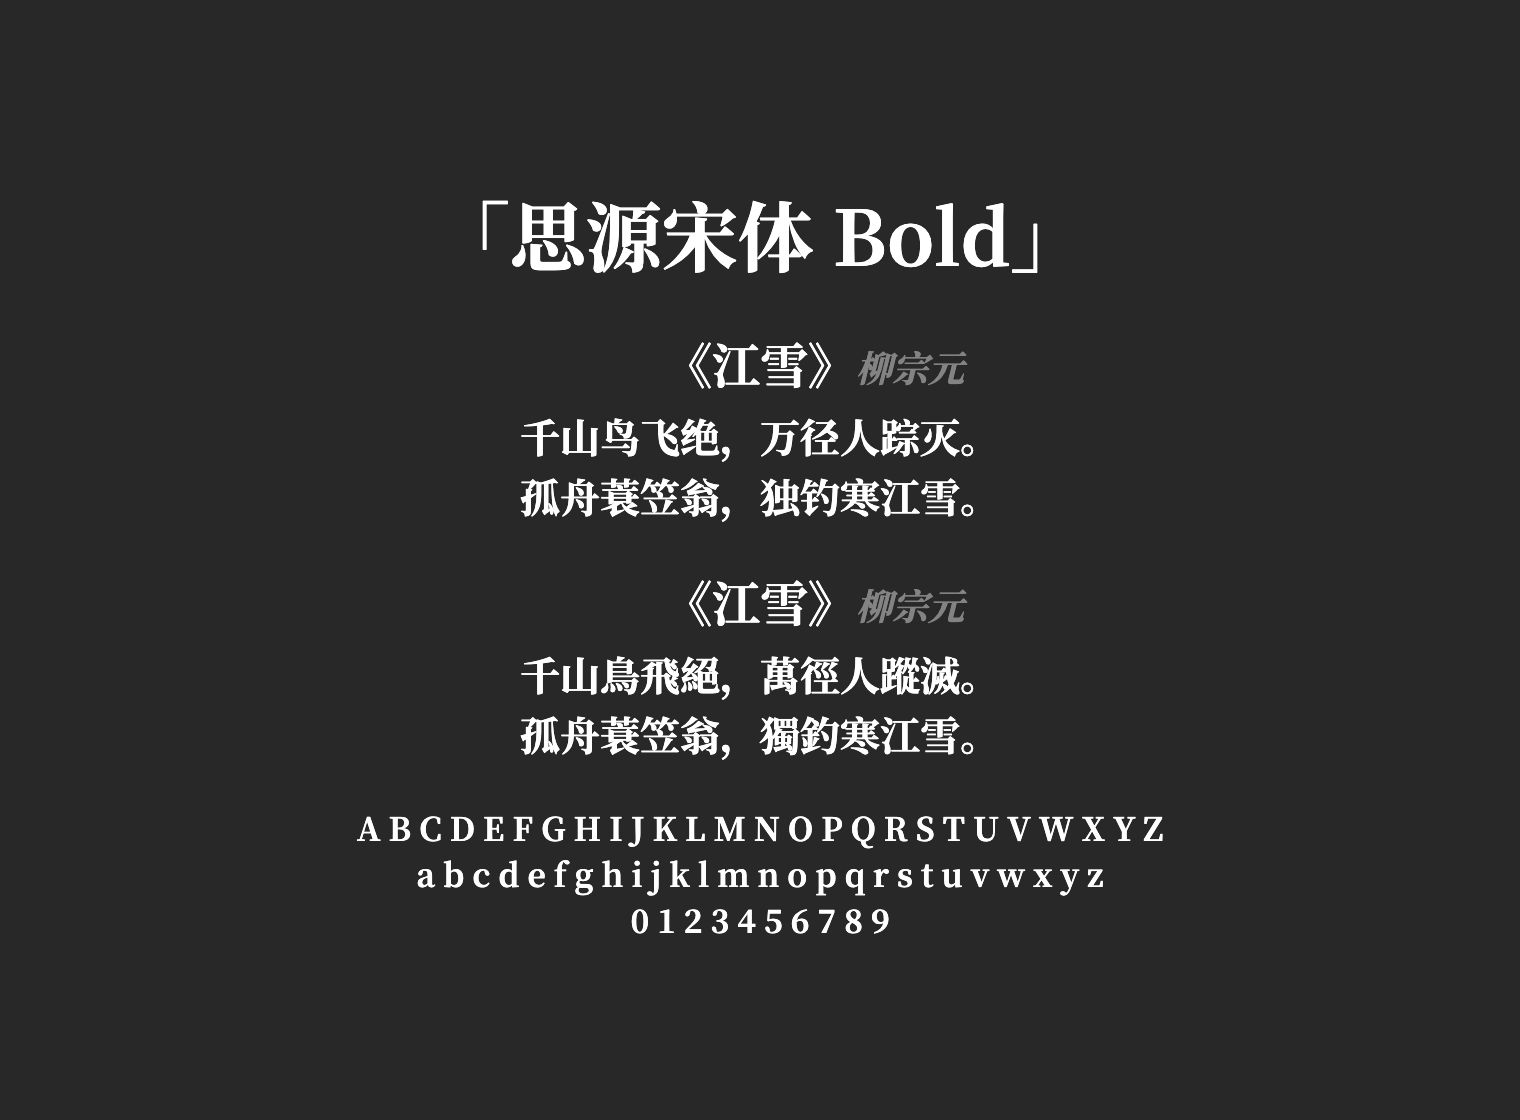 「思源宋体 Bold」
《江雪》柳宗元
千山鸟飞绝，万径人踪灭。
孤舟蓑笠翁，独钓寒江雪。
《江雪》柳宗元
千山鳥飛絕，萬徑人蹤滅。
孤舟蓑笠翁，獨釣寒江雪。
A B C D E F G H I J K L M N O P Q R S T U V W X Y Z
a b c d e f g h i j k l m n o p q r s t u v w x y z
0 1 2 3 4 5 6 7 8 9